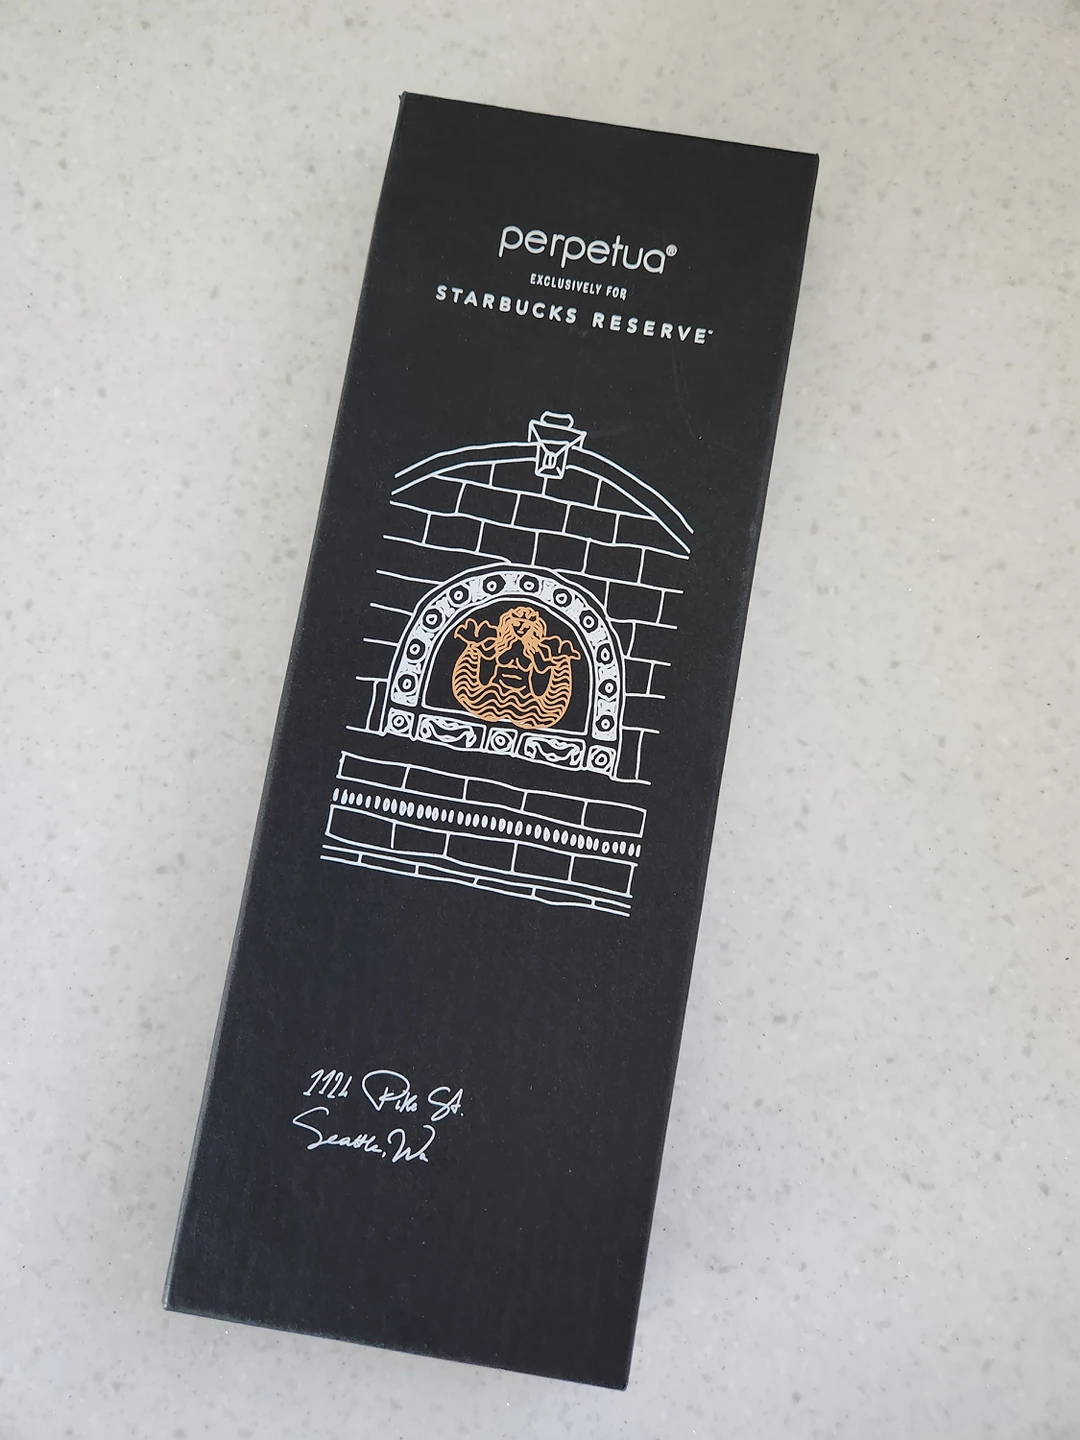 perpetua®
EXCLUSIVELY FOR
STARBUCKS RESERVE™
1124 Pike St.
Seattle, Wa